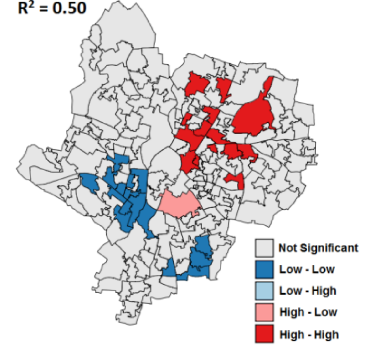 R² = 0.50
Not Significant
Low - Low
Low - High
High - Low
High - High